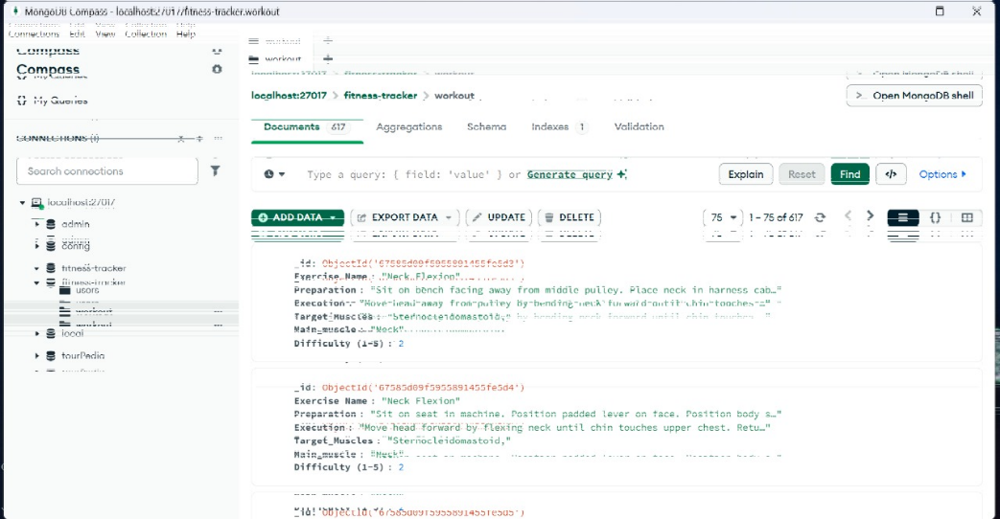 MongoDB Compass - localhost:27017/fitness-tracker.workout
Connections Edit View Collection Help
Compass
My Queries
CONNECTIONS (1)
Search connections
localhost:27017
admin
config
fitness-tracker
users
workout
local
tourPedia
workout
localhost:27017 > fitness-tracker > workout
>_ Open MongoDB shell
Documents 617 Aggregations Schema Indexes 1 Validation
Type a query: { field: 'value' } or Generate query
Explain Reset Find </> Options
ADD DATA EXPORT DATA UPDATE DELETE
75 1 – 75 of 617 {}
_id: ObjectId('67585d09f5955891455fe5d3')
Exercise Name : "Neck Flexion"
Preparation : "Sit on bench facing away from middle pulley. Place neck in harness cab…"
Execution : "Move head away from pulley by bending neck forward until chin touches …"
Target_Muscles : "Sternocleidomastoid,"
Main_muscle : "Neck"
Difficulty (1-5) : 2
_id: ObjectId('67585d09f5955891455fe5d4')
Exercise Name : "Neck Flexion"
Preparation : "Sit on seat in machine. Position padded lever on face. Position body s…"
Execution : "Move head forward by flexing neck until chin touches upper chest. Retu…"
Target_Muscles : "Sternocleidomastoid,"
Main_muscle : "Neck"
Difficulty (1-5) : 2
_id: ObjectId('67585d09f5955891455fe5d5')